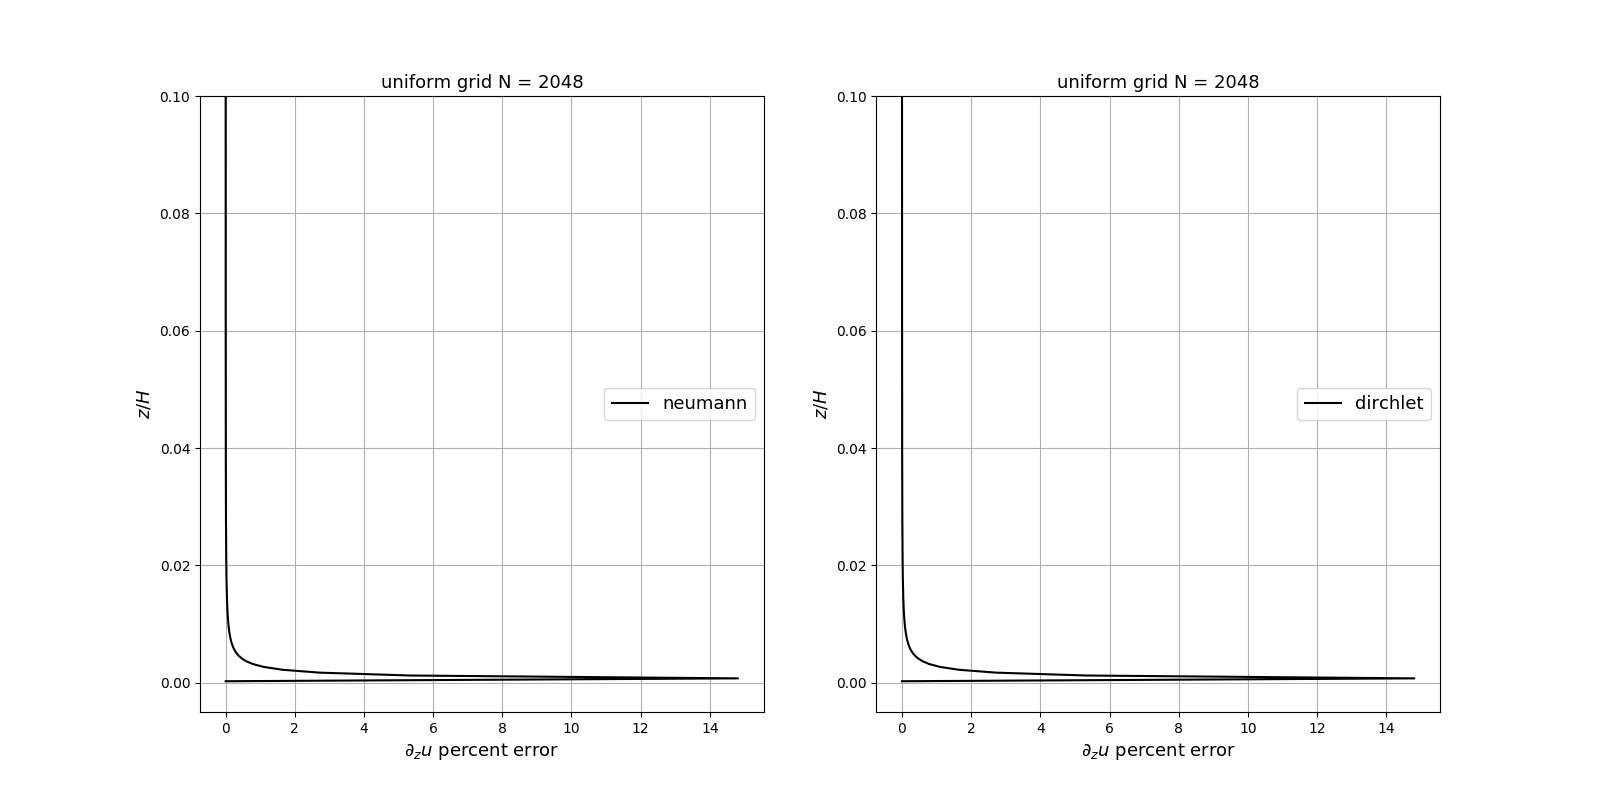 uniform grid N = 2048
0.10
0.08
0.06
0.04
0.02
0.00
z/H
neumann
0 2 4 6 8 10 12 14
∂zu percent error
uniform grid N = 2048
0.10
0.08
0.06
0.04
0.02
0.00
z/H
dirchlet
0 2 4 6 8 10 12 14
∂zu percent error